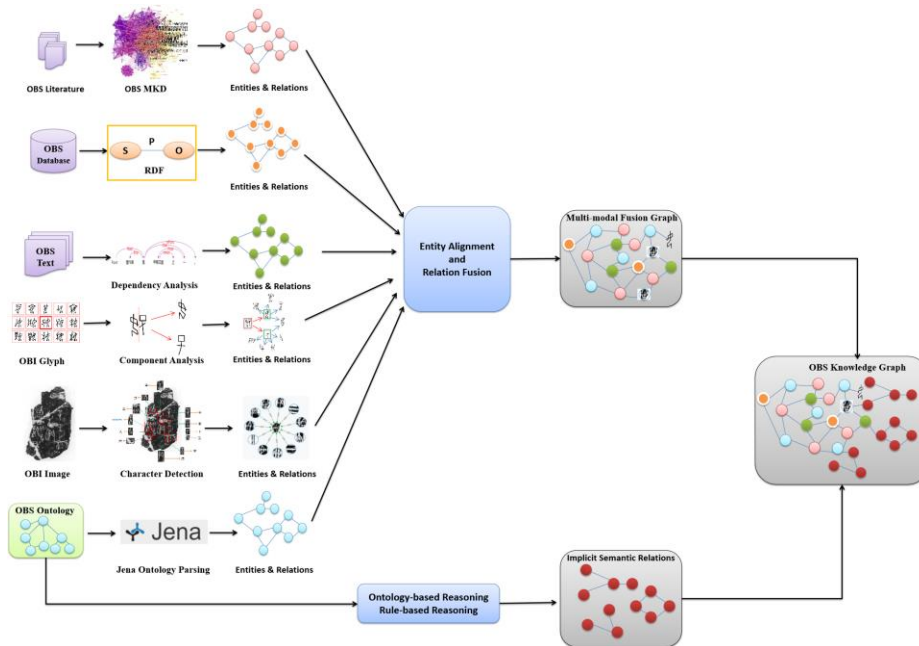 OBS Literature
OBS MKD
Entities & Relations
OBS
Database
S
P
O
RDF
Entities & Relations
OBS
Text
Dependency Analysis
Entities & Relations
OBI Glyph
Component Analysis
Entities & Relations
OBI Image
Character Detection
Entities & Relations
OBS Ontology
Jena
Jena Ontology Parsing
Entities & Relations
Entity Alignment
and
Relation Fusion
Multi-modal Fusion Graph
OBS Knowledge Graph
Ontology-based Reasoning
Rule-based Reasoning
Implicit Semantic Relations